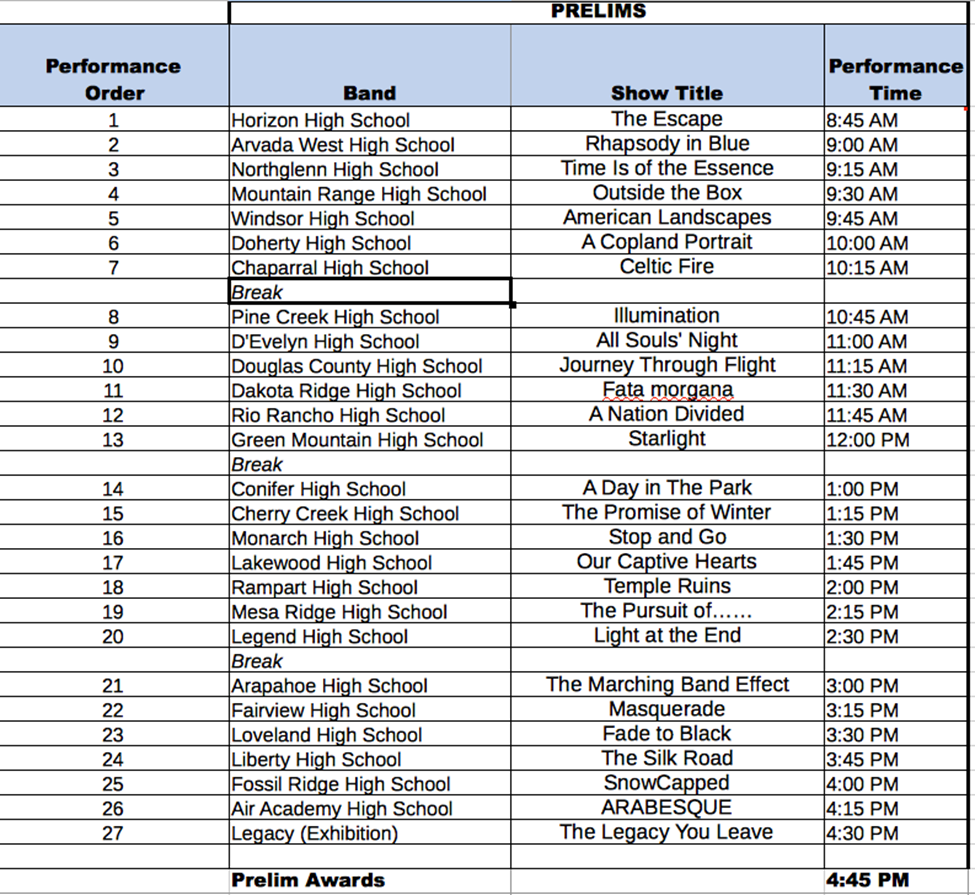 PRELIMS
Performance Order Band Show Title Performance Time
1 Horizon High School The Escape 8:45 AM
2 Arvada West High School Rhapsody in Blue 9:00 AM
3 Northglenn High School Time Is of the Essence 9:15 AM
4 Mountain Range High School Outside the Box 9:30 AM
5 Windsor High School American Landscapes 9:45 AM
6 Doherty High School A Copland Portrait 10:00 AM
7 Chaparral High School Celtic Fire 10:15 AM
Break
8 Pine Creek High School Illumination 10:45 AM
9 D'Evelyn High School All Souls' Night 11:00 AM
10 Douglas County High School Journey Through Flight 11:15 AM
11 Dakota Ridge High School Fata morgana 11:30 AM
12 Rio Rancho High School A Nation Divided 11:45 AM
13 Green Mountain High School Starlight 12:00 PM
Break
14 Conifer High School A Day in The Park 1:00 PM
15 Cherry Creek High School The Promise of Winter 1:15 PM
16 Monarch High School Stop and Go 1:30 PM
17 Lakewood High School Our Captive Hearts 1:45 PM
18 Rampart High School Temple Ruins 2:00 PM
19 Mesa Ridge High School The Pursuit of…… 2:15 PM
20 Legend High School Light at the End 2:30 PM
Break
21 Arapahoe High School The Marching Band Effect 3:00 PM
22 Fairview High School Masquerade 3:15 PM
23 Loveland High School Fade to Black 3:30 PM
24 Liberty High School The Silk Road 3:45 PM
25 Fossil Ridge High School SnowCapped 4:00 PM
26 Air Academy High School ARABESQUE 4:15 PM
27 Legacy (Exhibition) The Legacy You Leave 4:30 PM
Prelim Awards 4:45 PM